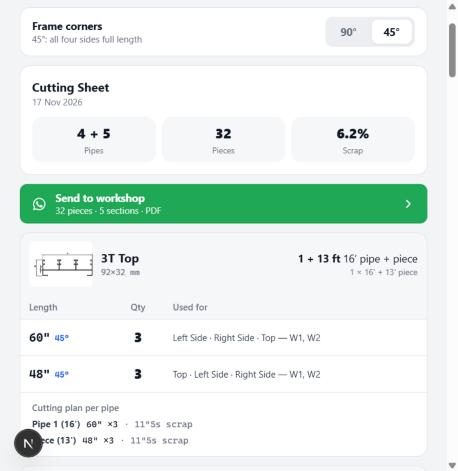 Frame corners
45°: all four sides full length
90° 45°
Cutting Sheet
17 Nov 2026
4 + 5 32 6.2%
Pipes Pieces Scrap
Send to workshop
32 pieces · 5 sections · PDF
3T Top 1 + 13 ft 16' pipe + piece
92×32 mm 1 × 16' + 13' piece
Length Qty Used for
60" 45° 3 Left Side · Right Side · Top — W1, W2
48" 45° 3 Top · Left Side · Right Side — W1, W2
Cutting plan per pipe
Pipe 1 (16') 60" ×3 · 11"5s scrap
ece (13') 48" ×3 · 11"5s scrap
N